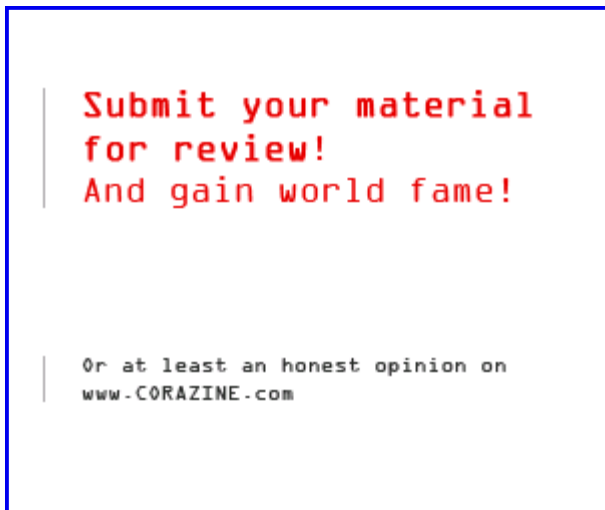 Submit your material
for review!
And gain world fame!
Or at least an honest opinion on
www.CORAZINE.com